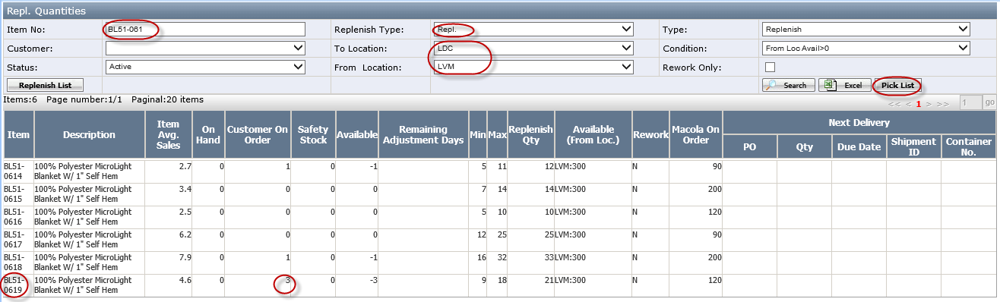 Repl. Quantities
Item No: BL51-061 Replenish Type: Repl. Type: Replenish
Customer: To Location: LDC Condition: From Loc Avail>0
Status: Active From Location: LVM Rework Only:
Replenish List Search Excel Pick List
Items:6 Page number:1/1 Paginal:20 items << < 1 > >> 1 go
Item Description Item Avg. Sales On Hand Customer On Order Safety Stock Available Remaining Adjustment Days Min Max Replenish Qty Available (From Loc.) Rework Macola On Order Next Delivery
PO Qty Due Date Shipment ID Container No.
BL51-0614 100% Polyester MicroLight Blanket W/ 1" Self Hem 2.7 0 1 0 -1 5 11 12 LVM:300 N 90
BL51-0615 100% Polyester MicroLight Blanket W/ 1" Self Hem 3.4 0 0 0 0 7 14 14 LVM:300 N 200
BL51-0616 100% Polyester MicroLight Blanket W/ 1" Self Hem 2.5 0 0 0 0 5 10 10 LVM:300 N 120
BL51-0617 100% Polyester MicroLight Blanket W/ 1" Self Hem 6.2 0 0 0 0 12 25 25 LVM:300 N 90
BL51-0618 100% Polyester MicroLight Blanket W/ 1" Self Hem 7.9 0 1 0 -1 16 32 33 LVM:300 N 200
BL51-0619 100% Polyester MicroLight Blanket W/ 1" Self Hem 4.6 0 3 0 -3 9 18 21 LVM:300 N 120